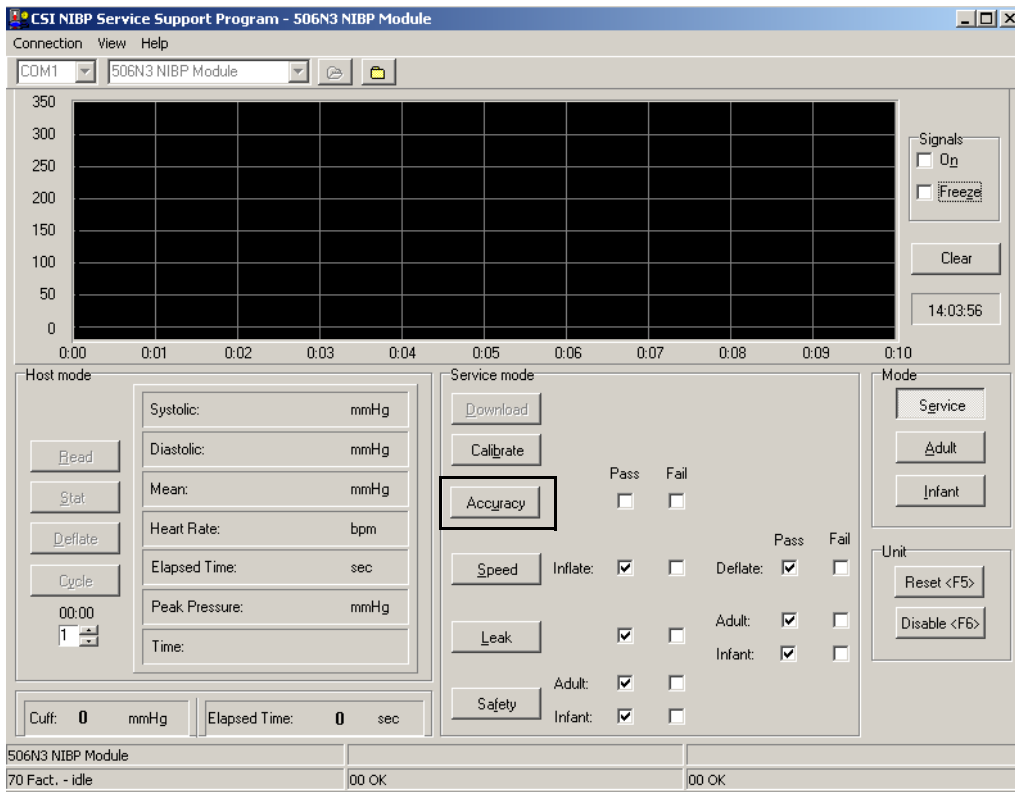 CSI NIBP Service Support Program - 506N3 NIBP Module
Connection View Help
COM1 506N3 NIBP Module
350
300
250
200
150
100
50
0
0:00 0:01 0:02 0:03 0:04 0:05 0:06 0:07 0:08 0:09 0:10
Signals
On
Freeze
Clear
14:03:56
Host mode
Read
Stat
Deflate
Cycle
00:00
1
Systolic: mmHg
Diastolic: mmHg
Mean: mmHg
Heart Rate: bpm
Elapsed Time: sec
Peak Pressure: mmHg
Time:
Cuff: 0 mmHg Elapsed Time: 0 sec
Service mode
Download
Calibrate
Pass Fail
Accuracy
Pass Fail
Speed Inflate: Deflate:
Leak Adult:
Infant:
Safety Adult:
Infant:
Mode
Service
Adult
Infant
Unit
Reset <F5>
Disable <F6>
506N3 NIBP Module
70 Fact. - idle 00 OK 00 OK